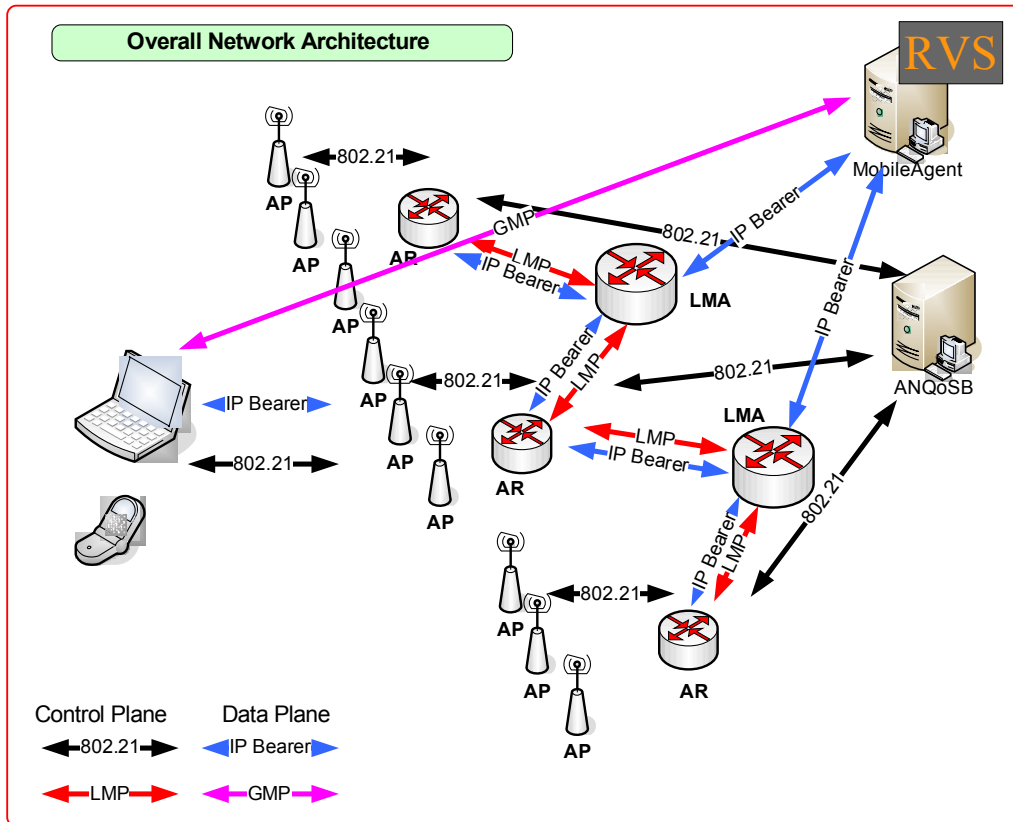 Overall Network Architecture
RVS
MobileAgent
802.21
AP
AP
GMP
802.21
IP Bearer
AR
LMP
IP Bearer
LMA
AP
IP Bearer
ANQoSB
AP
802.21
IP Bearer
LMP
802.21
IP Bearer
AP
LMA
LMP
IP Bearer
802.21
AR
AP
802.21
IP Bearer
LMP
AP
802.21
AP
AR
AP
Control Plane
Data Plane
802.21
IP Bearer
LMP
GMP